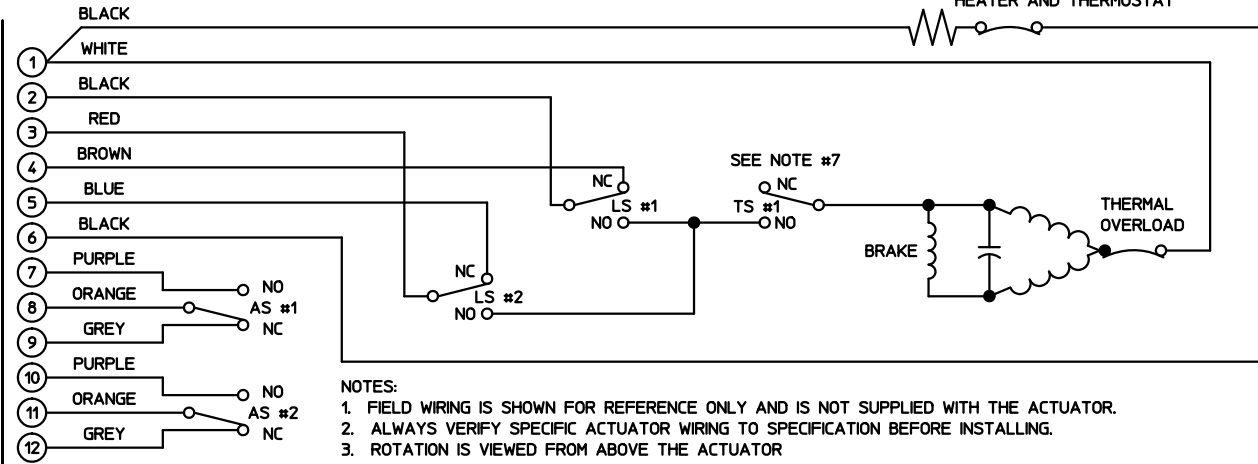 HEATER AND THERMOSTAT
BLACK
WHITE
1
BLACK
2
RED
3
BROWN
4
SEE NOTE #7
NC
NC
BLUE
5
LS #1
TS #1
THERMAL
OVERLOAD
NO
NO
BLACK
6
BRAKE
PURPLE
7
NC
NO
ORANGE
8
LS #2
AS #1
NO
GREY
NC
9
PURPLE
10
NO
ORANGE
11
AS #2
GREY
NC
12
NOTES:
1. FIELD WIRING IS SHOWN FOR REFERENCE ONLY AND IS NOT SUPPLIED WITH THE ACTUATOR.
2. ALWAYS VERIFY SPECIFIC ACTUATOR WIRING TO SPECIFICATION BEFORE INSTALLING.
3. ROTATION IS VIEWED FROM ABOVE THE ACTUATOR